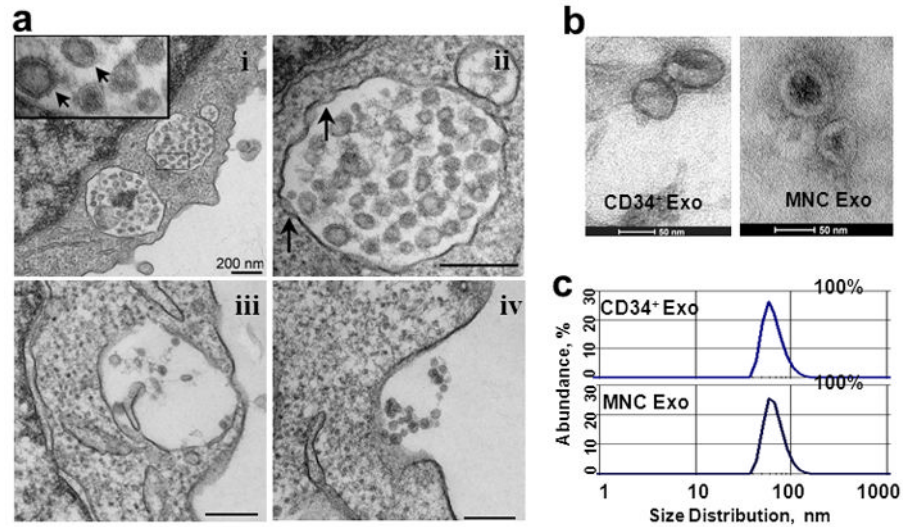 a
b
i
ii
200 nm
CD34+ Exo
50 nm
MNC Exo
50 nm
iii
iv
c
Abundance, %
30
20
10
0
CD34+ Exo
100%
30
20
10
0
MNC Exo
100%
1
10
100
1000
Size Distribution, nm